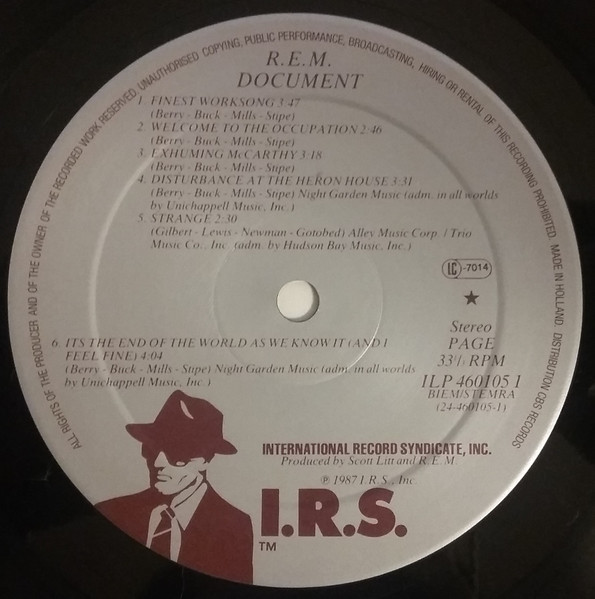 ALL RIGHTS OF THE PRODUCER AND OF THE OWNER OF THE RECORDED WORK RESERVED. UNAUTHORISED COPYING, PUBLIC PERFORMANCE, BROADCASTING, HIRING OR RENTAL OF THIS RECORDING PROHIBITED. MADE IN HOLLAND. DISTRIBUTION CBS RECORDS
R.E.M.
DOCUMENT
1. FINEST WORKSONG 3:47
(Berry - Buck - Mills - Stipe)
2. WELCOME TO THE OCCUPATION 2:46
(Berry - Buck - Mills - Stipe)
3. EXHUMING McCARTHY 3:18
(Berry - Buck - Mills - Stipe)
4. DISTURBANCE AT THE HERON HOUSE 3:31
(Berry - Buck - Mills - Stipe) Night Garden Music (adm. in all worlds
by Unichappell Music, Inc.)
5. STRANGE 2:30
(Gilbert - Lewis - Newman - Gotobed) Alley Music Corp. / Trio
Music Co., Inc. (adm. by Hudson Bay Music, Inc.)
LC-7014
★
Stereo
PAGE
33⅓ RPM
ILP 460105 1
BIEM/STEMRA
(24-460105-1)
6. ITS THE END OF THE WORLD AS WE KNOW IT (AND I
FEEL FINE) 4:04
(Berry - Buck - Mills - Stipe) Night Garden Music (adm. in all worlds
by Unichappell Music, Inc.)
INTERNATIONAL RECORD SYNDICATE, INC.
Produced by Scott Litt and R.E.M.
℗ 1987 I.R.S., Inc.
I.R.S.
TM